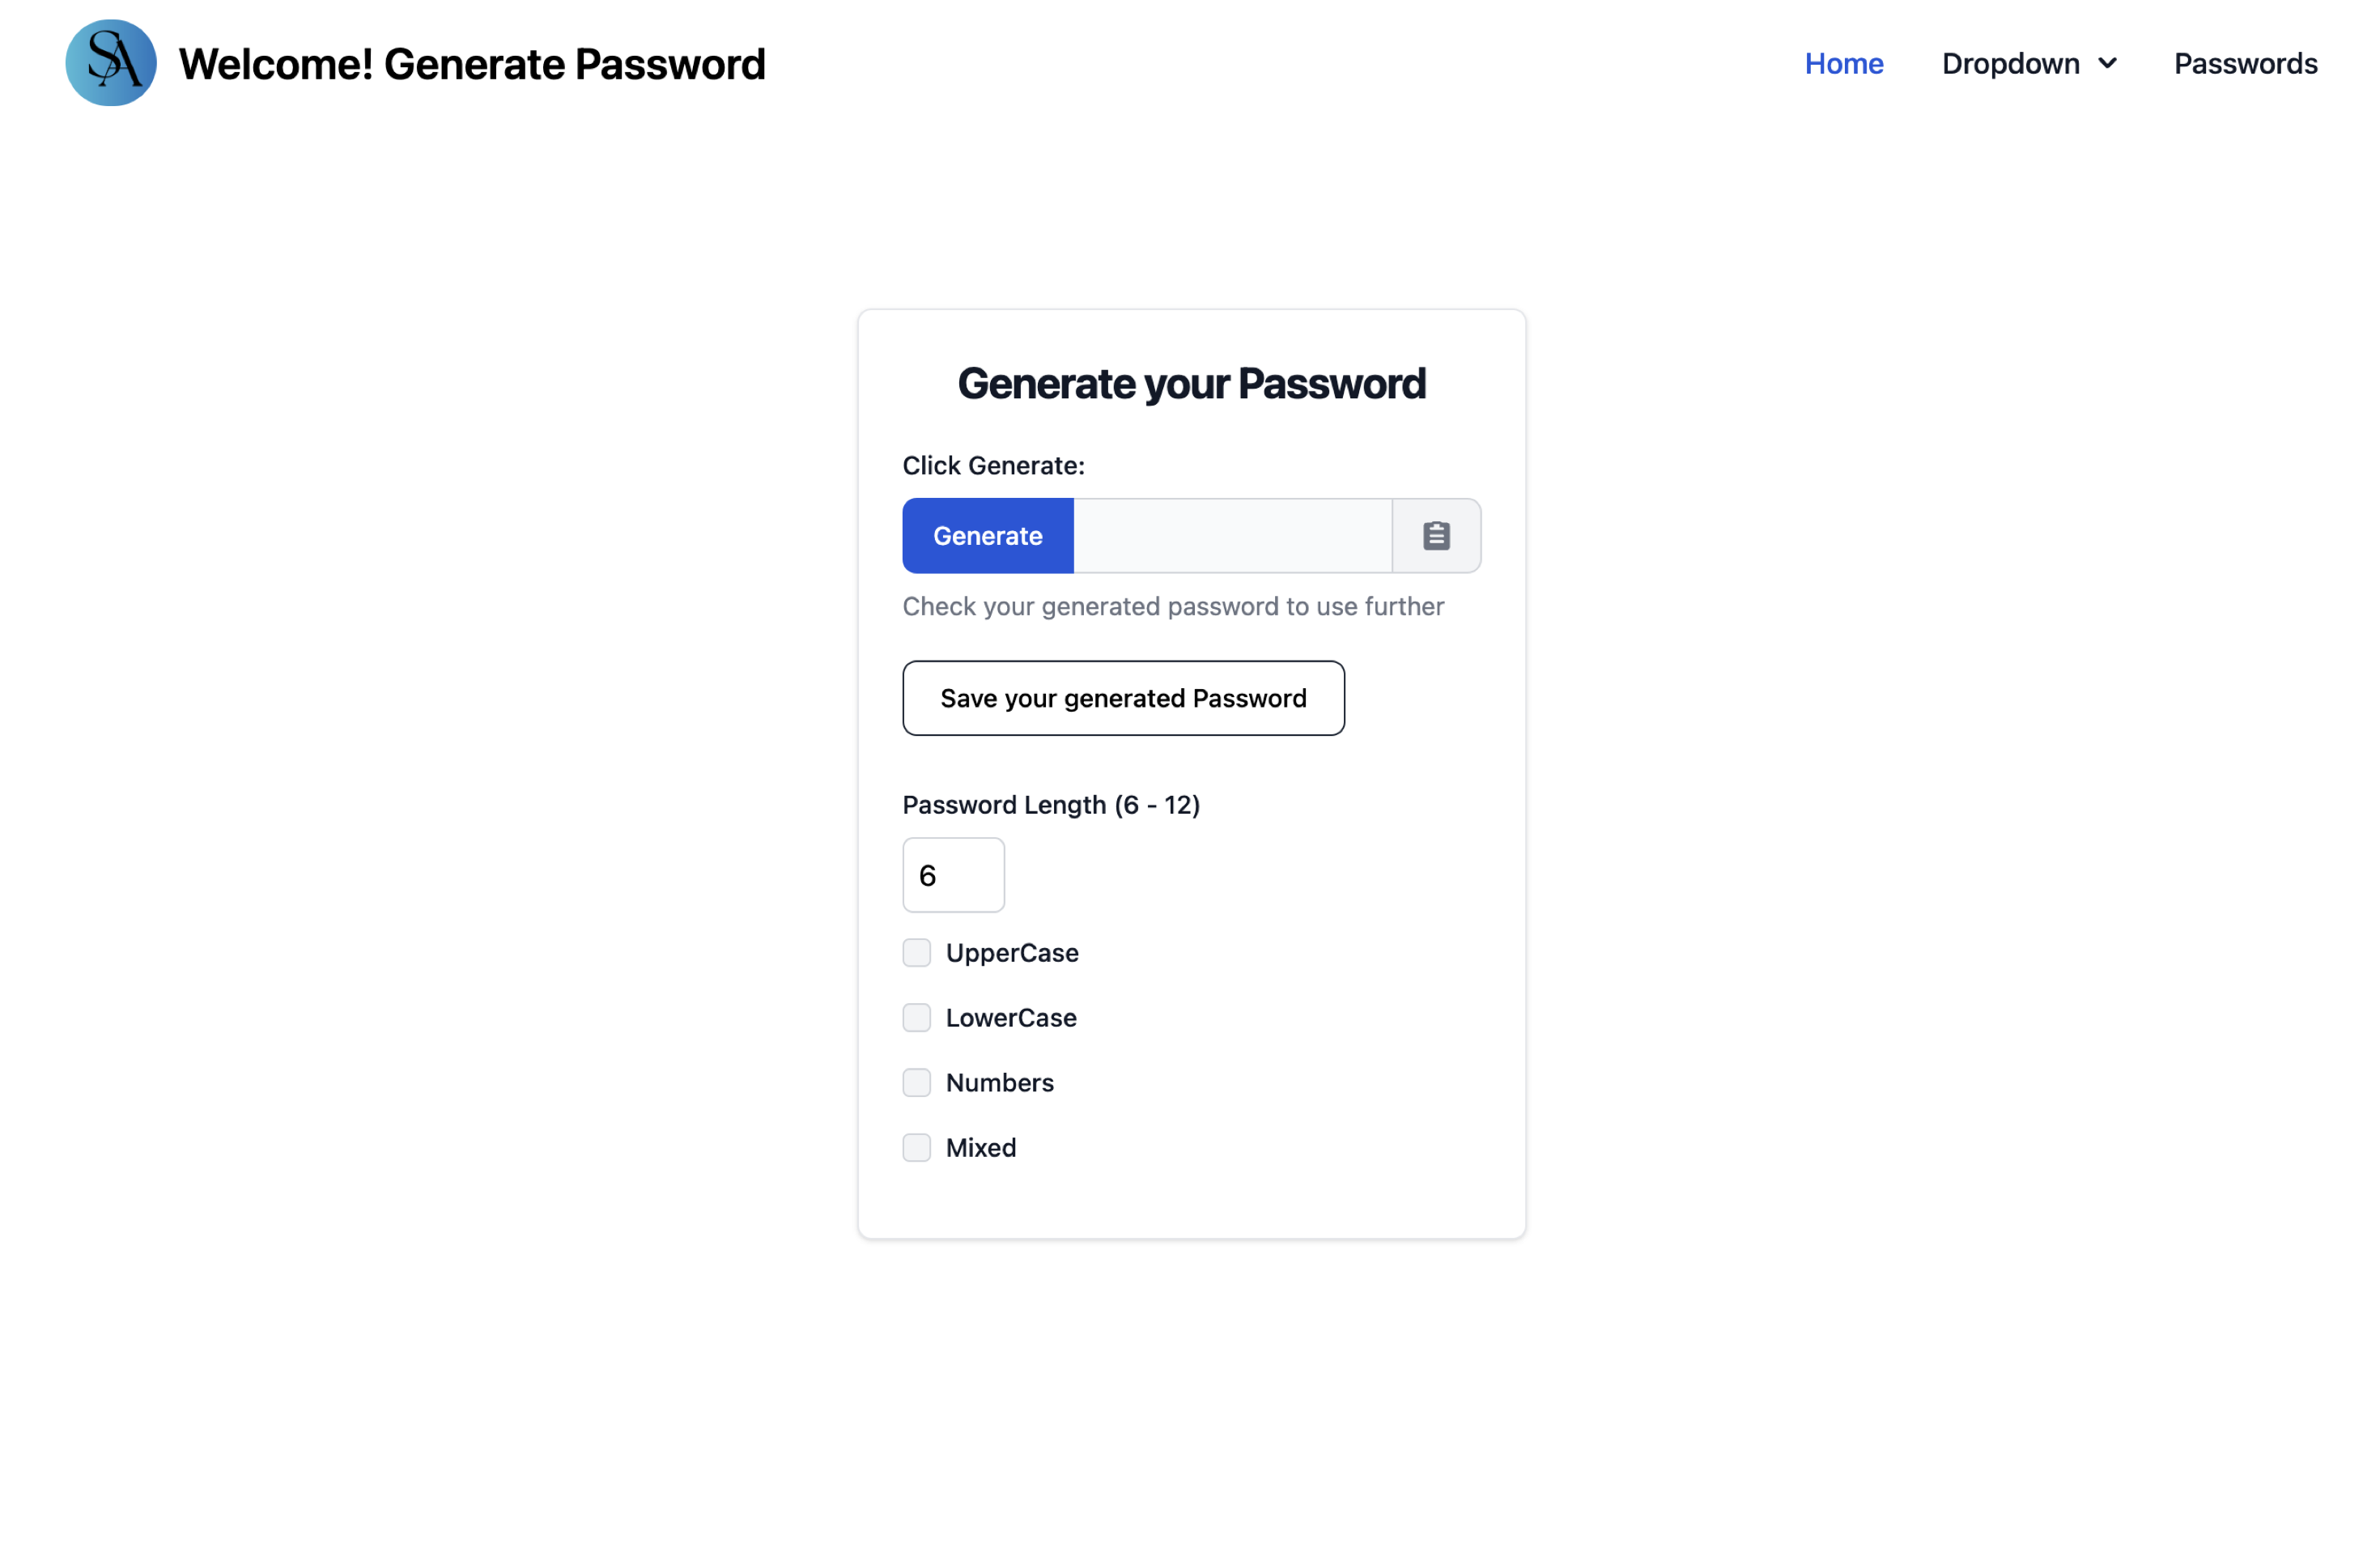 SA
Welcome! Generate Password
Home
Dropdown
Passwords
Generate your Password
Click Generate:
Generate
Check your generated password to use further
Save your generated Password
Password Length (6 - 12)
6
UpperCase
LowerCase
Numbers
Mixed